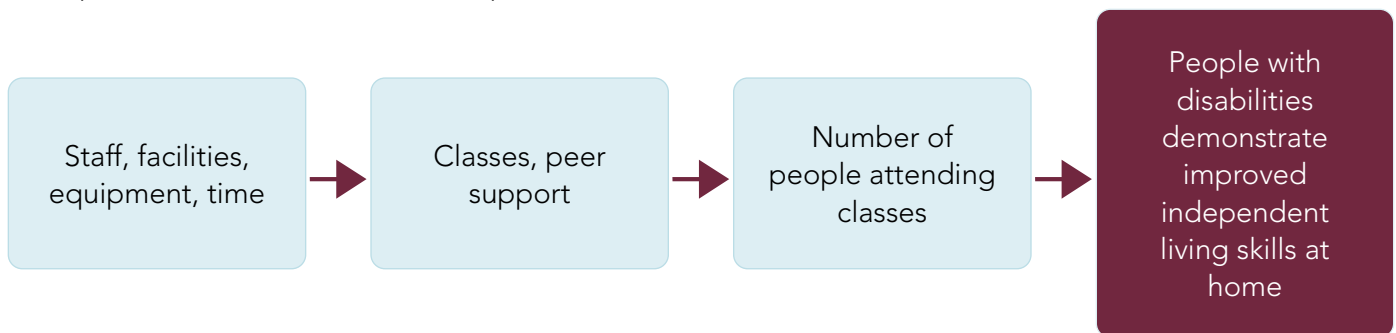 Staff, facilities,
equipment, time
Classes, peer
support
Number of
people attending
classes
People with
disabilities
demonstrate
improved
independent
living skills at
home